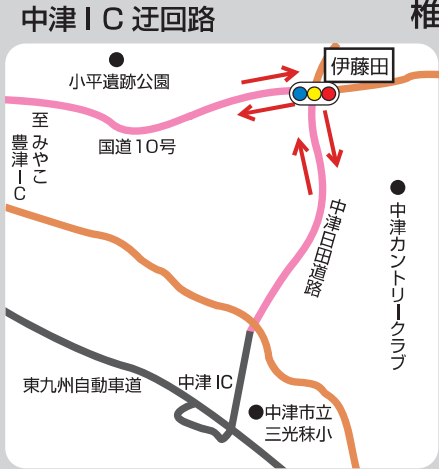 中津IC 迂回路
椎
伊藤田
小平遺跡公園
国道10号
至 みやこ
豊津IC
中津日田道路
中津カントリークラブ
東九州自動車道
中津IC
中津市立
三光秣小